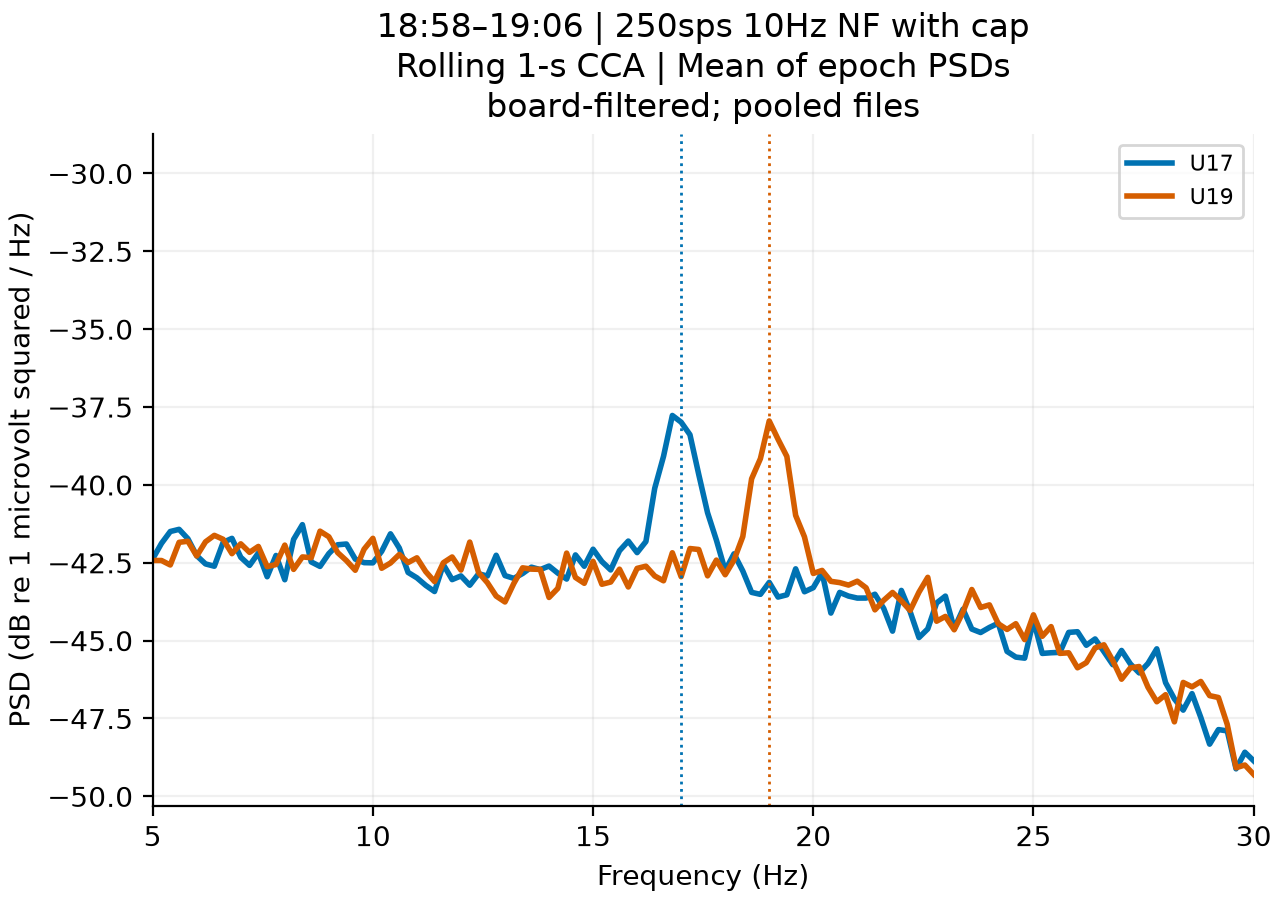 18:58–19:06 | 250sps 10Hz NF with cap
Rolling 1-s CCA | Mean of epoch PSDs
board-filtered; pooled files
U17
U19
PSD (dB re 1 microvolt squared / Hz)
−30.0
−32.5
−35.0
−37.5
−40.0
−42.5
−45.0
−47.5
−50.0
5
10
15
20
25
30
Frequency (Hz)